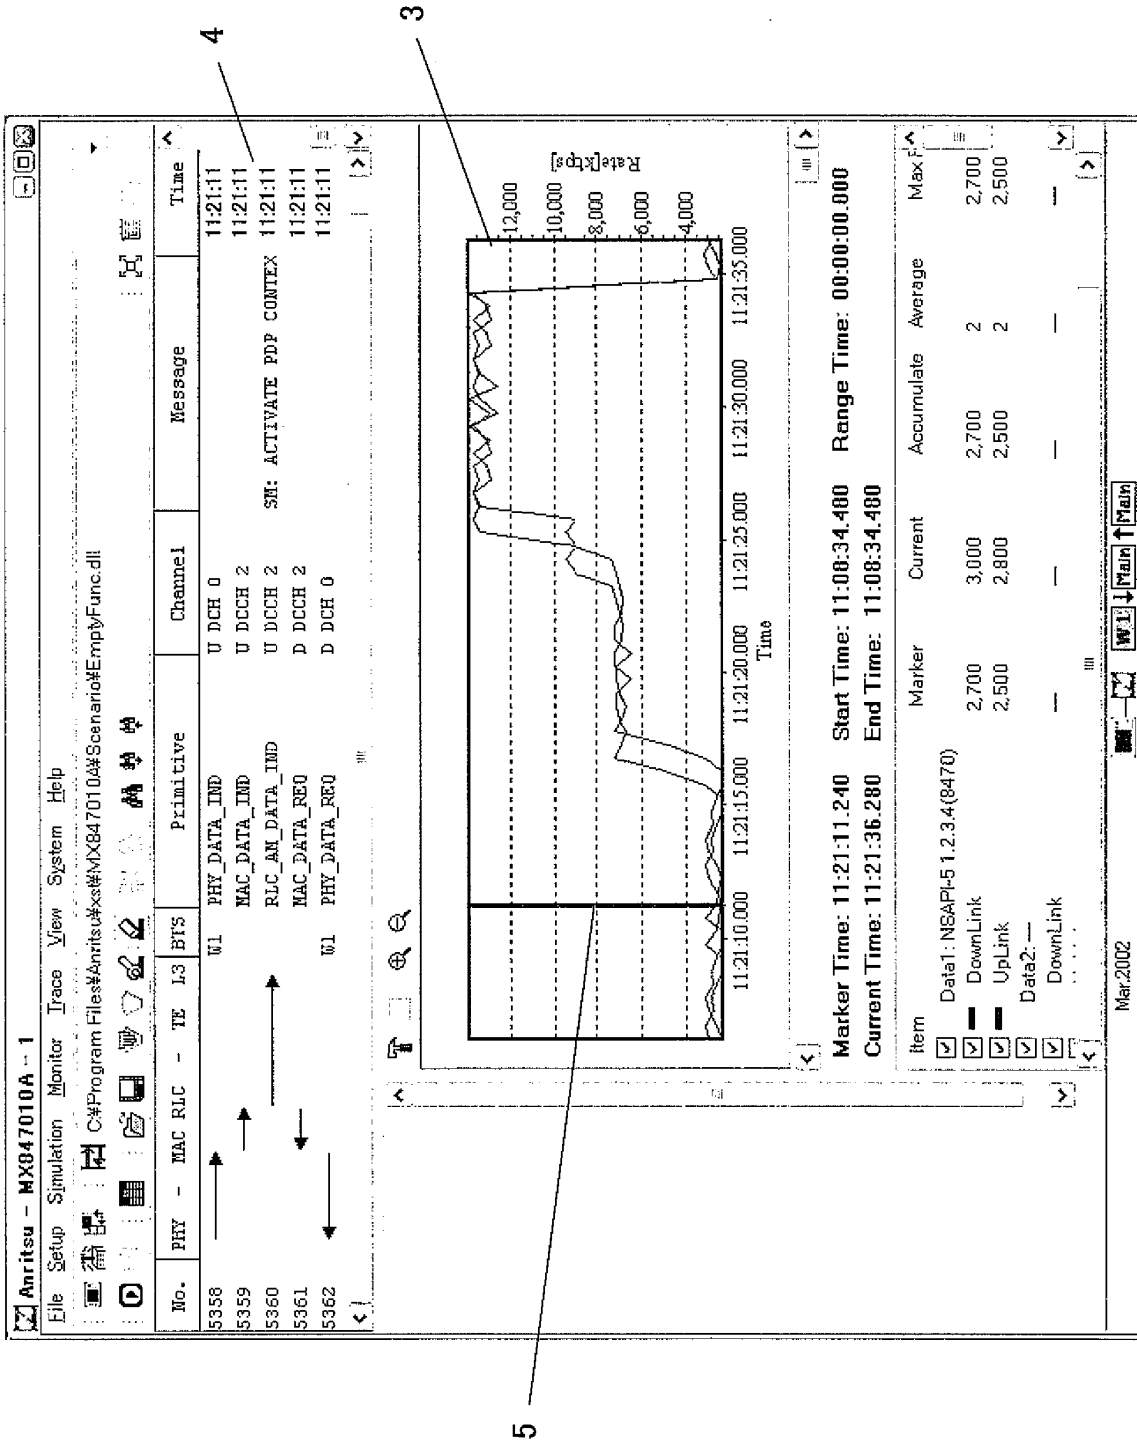 Anritsu - MX847010A -- 1
File Setup Simulation Monitor Trace View System Help
C:¥Program Files¥Anritsu¥xst¥MX847010A¥Scenario¥EmptyFunc.dll
No. PHY - MAC RLC - TE L3 BTS Primitive Channel Message Time
5358 W1 PHY_DATA_IND U DCH 0 11:21:11
5359 MAC_DATA_IND U DCCH 2 11:21:11
5360 RLC_AM_DATA_IND U DCCH 2 SM: ACTIVATE PDP CONTEX 11:21:11
5361 MAC_DATA_REQ D DCCH 2 11:21:11
5362 W1 PHY_DATA_REQ D DCH 0 11:21:11
4
3
5
12,000
10,000
8,000
6,000
4,000
Rate[ktps]
11:21:10.000 11:21:15.000 11:21:20.000 11:21:25.000 11:21:30.000 11:21:35.000
Time
Marker Time: 11:21:11.240 Start Time: 11:08:34.480 Range Time: 00:00:00.000
Current Time: 11:21:36.280 End Time: 11:08:34.480
Item Marker Current Accumulate Average Max F
Data1: NSAPI-5 1.2.3.4(8470)
DownLink 2,700 3,000 2,700 2 2,700
UpLink 2,500 2,800 2,500 2 2,500
Data2: —
DownLink — — — — —
Mar.2002 W1 ↓Main ↑Main